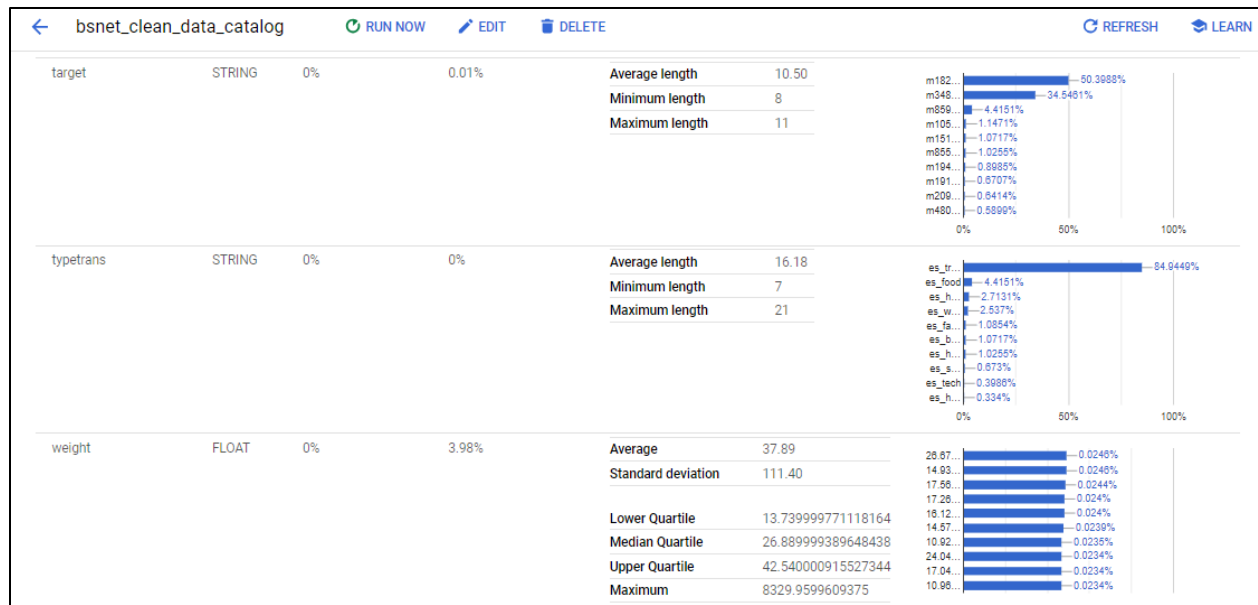 bsnet_clean_data_catalog RUN NOW EDIT DELETE REFRESH LEARN
target STRING 0% 0.01%
Average length 10.50
Minimum length 8
Maximum length 11
m182... 50.3988%
m348... 34.5461%
m859... 4.4151%
m105... 1.1471%
m151... 1.0717%
m855... 1.0255%
m194... 0.8985%
m191... 0.6707%
m209... 0.6414%
m480... 0.5899%
0% 50% 100%
typetrans STRING 0% 0%
Average length 16.18
Minimum length 7
Maximum length 21
es_tr... 84.9449%
es_food 4.4151%
es_h... 2.7131%
es_w... 2.537%
es_fa... 1.0854%
es_b... 1.0717%
es_h... 1.0255%
es_s... 0.673%
es_tech 0.3986%
es_h... 0.334%
0% 50% 100%
weight FLOAT 0% 3.98%
Average 37.89
Standard deviation 111.40
Lower Quartile 13.739999771118164
Median Quartile 26.889999389648438
Upper Quartile 42.540000915527344
Maximum 8329.9599609375
26.67... 0.0246%
14.93... 0.0246%
17.56... 0.0244%
17.26... 0.024%
16.12... 0.024%
14.57... 0.0239%
10.92... 0.0235%
24.04... 0.0234%
17.04... 0.0234%
10.96... 0.0234%